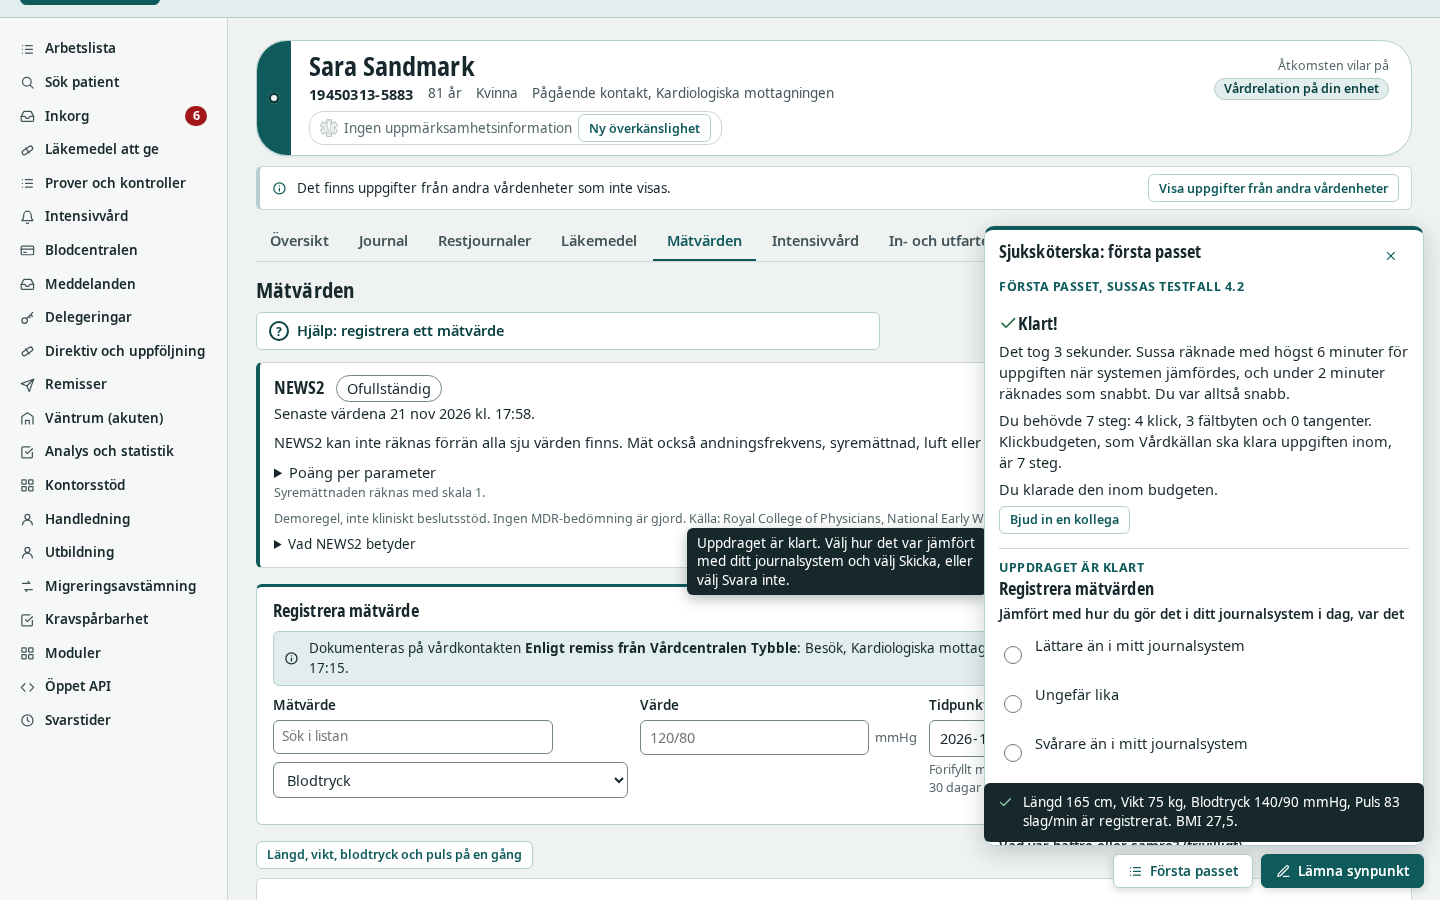 Arbetslista
Sök patient
Inkorg 6
Läkemedel att ge
Prover och kontroller
Intensivvård
Blodcentralen
Meddelanden
Delegeringar
Direktiv och uppföljning
Remisser
Väntrum (akuten)
Analys och statistik
Kontorsstöd
Handledning
Utbildning
Migreringsavstämning
Kravspårbarhet
Moduler
Öppet API
Svarstider
Sara Sandmark
19450313-5883 81 år Kvinna Pågående kontakt, Kardiologiska mottagningen
Ingen uppmärksamhetsinformation Ny överkänslighet
Åtkomsten vilar på
Vårdrelation på din enhet
Det finns uppgifter från andra vårdenheter som inte visas.
Visa uppgifter från andra vårdenheter
Översikt Journal Restjournaler Läkemedel Mätvärden Intensivvård In- och utfarte
Mätvärden
? Hjälp: registrera ett mätvärde
NEWS2 Ofullständig
Senaste värdena 21 nov 2026 kl. 17:58.
NEWS2 kan inte räknas förrän alla sju värden finns. Mät också andningsfrekvens, syremättnad, luft eller
Poäng per parameter
Syremättnaden räknas med skala 1.
Demoregel, inte kliniskt beslutsstöd. Ingen MDR-bedömning är gjord. Källa: Royal College of Physicians, National Early W
Vad NEWS2 betyder
Uppdraget är klart. Välj hur det var jämfört
med ditt journalsystem och välj Skicka, eller
välj Svara inte.
Registrera mätvärde
Dokumenteras på vårdkontakten Enligt remiss från Vårdcentralen Tybble: Besök, Kardiologiska mottag
17:15.
Mätvärde
Sök i listan
Blodtryck
Värde
120/80 mmHg
Tidpunkt
2026-1
Förifyllt m
30 dagar
Längd, vikt, blodtryck och puls på en gång
Sjuksköterska: första passet
FÖRSTA PASSET, SUSSAS TESTFALL 4.2
Klart!
Det tog 3 sekunder. Sussa räknade med högst 6 minuter för
uppgiften när systemen jämfördes, och under 2 minuter
räknades som snabbt. Du var alltså snabb.
Du behövde 7 steg: 4 klick, 3 fältbyten och 0 tangenter.
Klickbudgeten, som Vårdkällan ska klara uppgiften inom,
är 7 steg.
Du klarade den inom budgeten.
Bjud in en kollega
UPPDRAGET ÄR KLART
Registrera mätvärden
Jämfört med hur du gör det i ditt journalsystem i dag, var det
Lättare än i mitt journalsystem
Ungefär lika
Svårare än i mitt journalsystem
Längd 165 cm, Vikt 75 kg, Blodtryck 140/90 mmHg, Puls 83
slag/min är registrerat. BMI 27,5.
Första passet
Lämna synpunkt